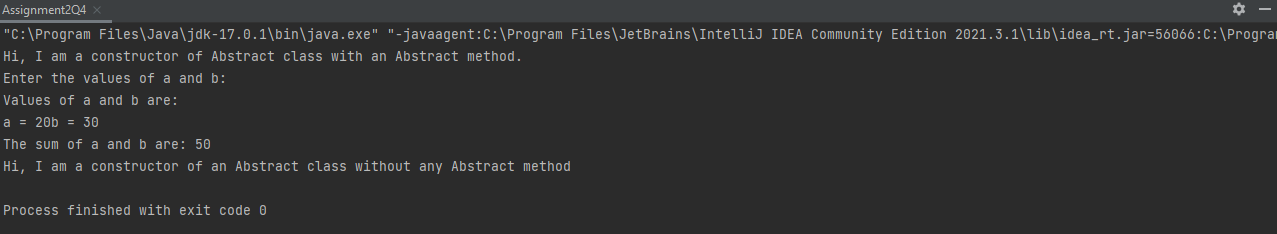 Assignment2Q4
"C:\Program Files\Java\jdk-17.0.1\bin\java.exe" "-javaagent:C:\Program Files\JetBrains\IntelliJ IDEA Community Edition 2021.3.1\lib\idea_rt.jar=56066:C:\Program
Hi, I am a constructor of Abstract class with an Abstract method.
Enter the values of a and b:
Values of a and b are:
a = 20b = 30
The sum of a and b are: 50
Hi, I am a constructor of an Abstract class without any Abstract method
Process finished with exit code 0